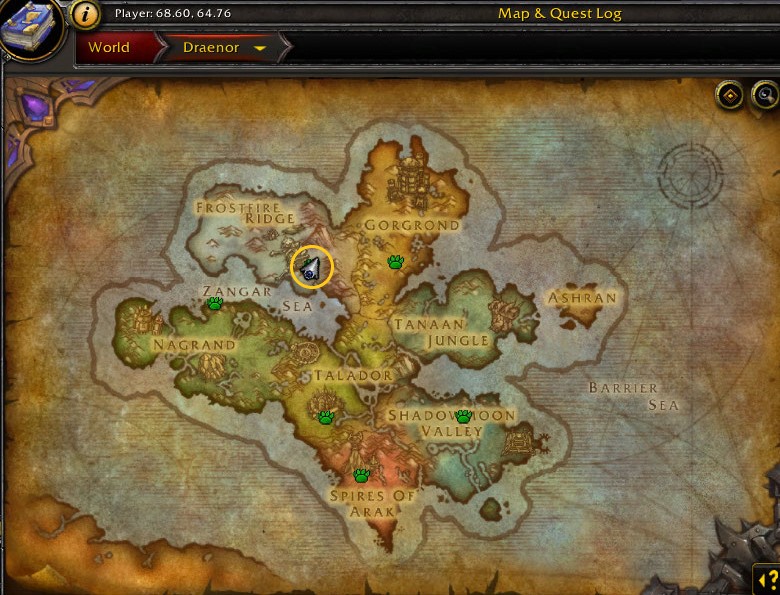 Player: 68.60, 64.76
Map & Quest Log
World
Draenor
Frostfire
Ridge
Gorgrond
Zangar
Sea
Ashran
Tanaan
Jungle
Nagrand
Talador
Barrier
Sea
Shadowmoon
Valley
Spires Of
Arak